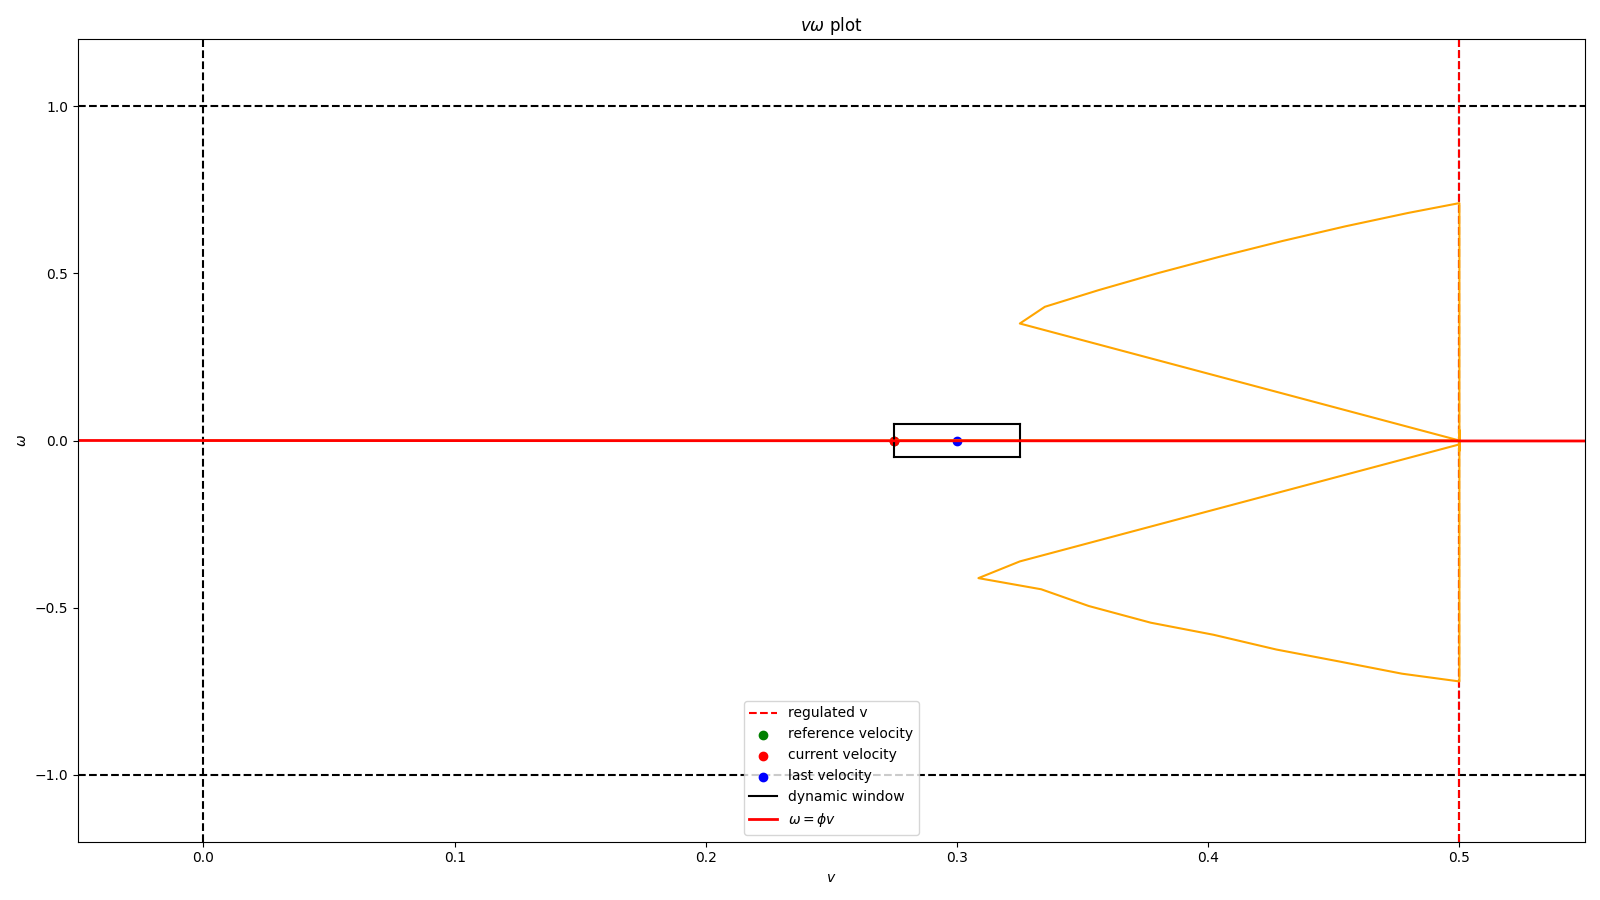 vω plot
1.0
0.5
0.0
−0.5
−1.0
ω
0.0
0.1
0.2
0.3
0.4
0.5
v
regulated v
reference velocity
current velocity
last velocity
dynamic window
ω = ϕv